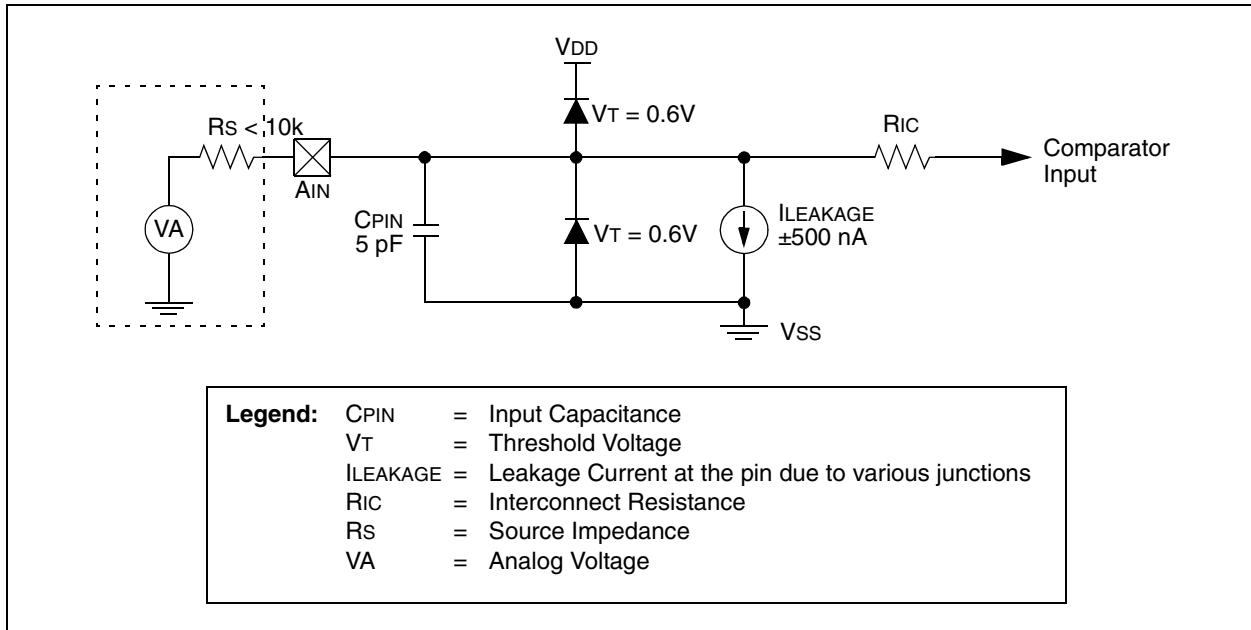 VDD
VT = 0.6V
RS < 10k
RIC
AIN
Comparator
Input
VA
CPIN
5 pF
VT = 0.6V
ILEAKAGE
±500 nA
VSS
Legend: CPIN = Input Capacitance
VT = Threshold Voltage
ILEAKAGE = Leakage Current at the pin due to various junctions
RIC = Interconnect Resistance
RS = Source Impedance
VA = Analog Voltage